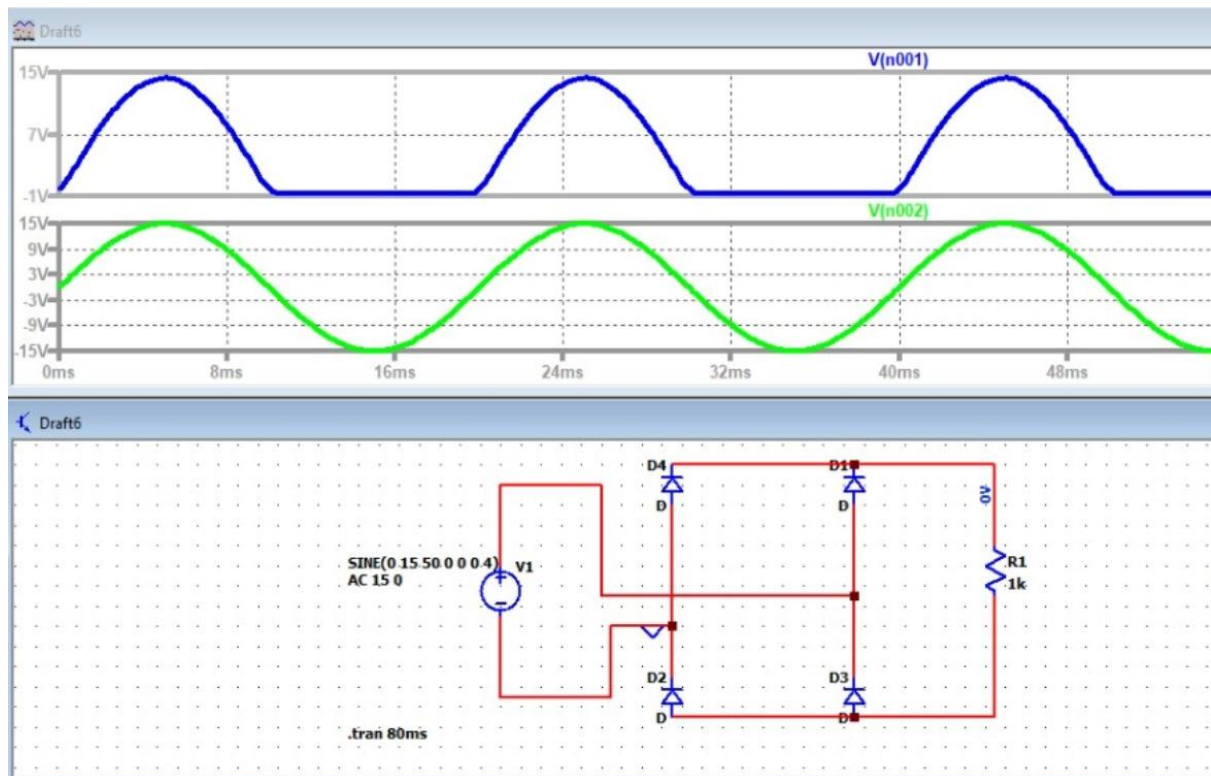 Draft6
V(n001)
15V
7V
-1V
V(n002)
15V
9V
3V
-3V
-9V
-15V
0ms 8ms 16ms 24ms 32ms 40ms 48ms
Draft6
D4 D1
D D
0V
SINE(0 15 50 0 0 0.4) V1
AC 15 0
R1
1k
D2 D3
D D
.tran 80ms